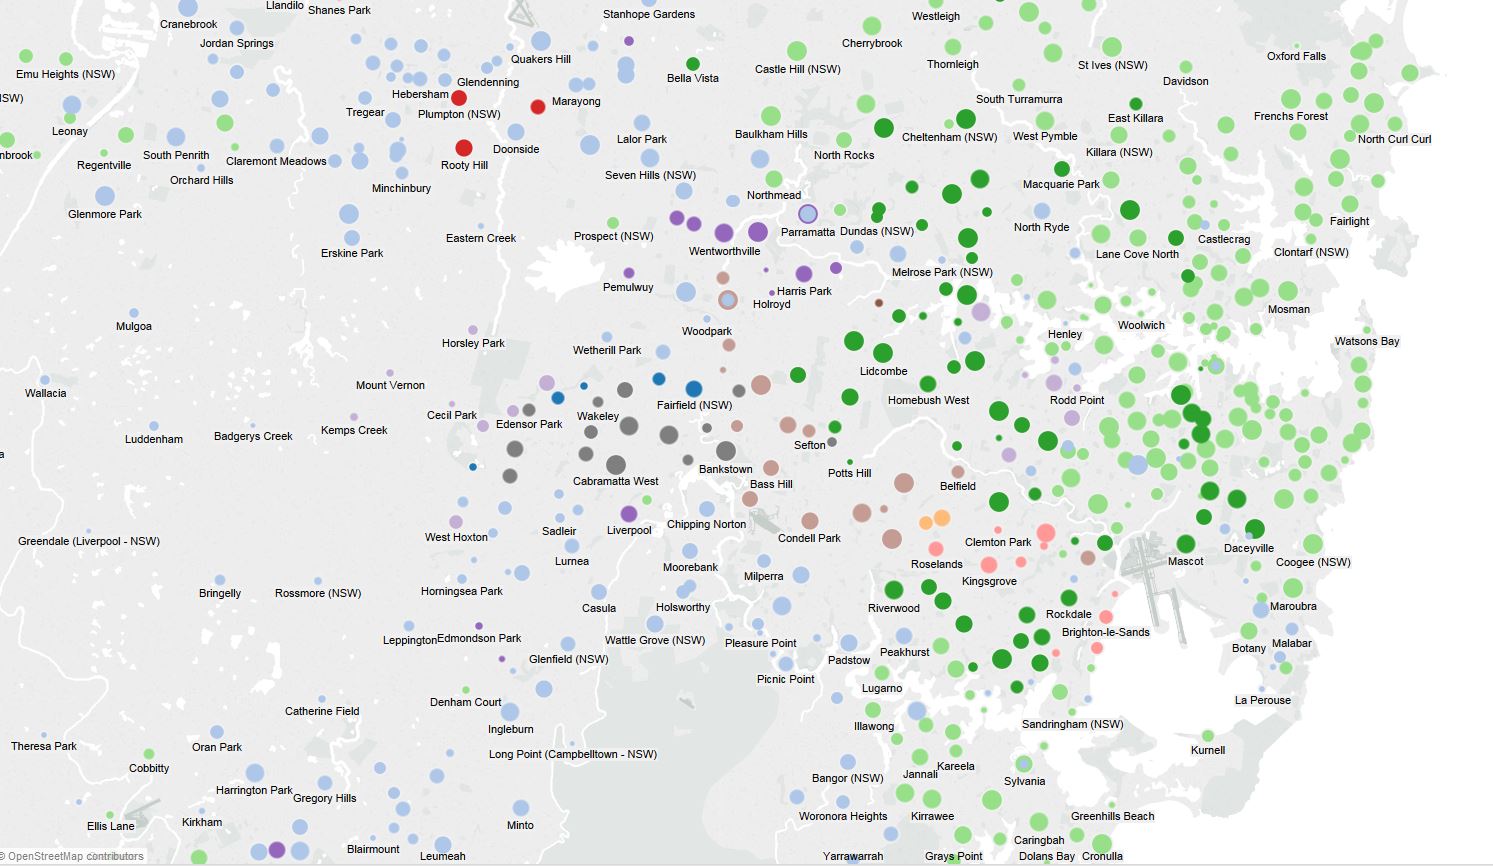 Llandilo
Shanes Park
Stanhope Gardens
Westleigh
Cranebrook
Jordan Springs
Cherrybrook
Quakers Hill
Thornleigh
St Ives (NSW)
Oxford Falls
Emu Heights (NSW)
Castle Hill (NSW)
Bella Vista
Davidson
Glendenning
Hebersham
Marayong
SW)
South Turramurra
Tregear
Plumpton (NSW)
East Killara
Frenchs Forest
Leonay
Baulkham Hills
Cheltenham (NSW)
West Pymble
Lalor Park
North Curl Curl
Doonside
nbrook
South Penrith
North Rocks
Killara (NSW)
Regentville
Claremont Meadows
Rooty Hill
Seven Hills (NSW)
Orchard Hills
Minchinbury
Macquarie Park
Northmead
Glenmore Park
Fairlight
North Ryde
Eastern Creek
Prospect (NSW)
Parramatta
Dundas (NSW)
Castlecrag
Erskine Park
Wentworthville
Lane Cove North
Clontarf (NSW)
Melrose Park (NSW)
Pemulwuy
Harris Park
Holroyd
Mosman
Mulgoa
Woodpark
Woolwich
Horsley Park
Henley
Watsons Bay
Wetherill Park
Lidcombe
Mount Vernon
Wallacia
Homebush West
Rodd Point
Fairfield (NSW)
Cecil Park
Wakeley
Kemps Creek
Edensor Park
Luddenham
Badgerys Creek
Sefton
a
Bankstown
Potts Hill
Cabramatta West
Bass Hill
Belfield
Chipping Norton
Liverpool
Sadleir
West Hoxton
Condell Park
Greendale (Liverpool - NSW)
Clemton Park
Daceyville
Lurnea
Roselands
Mascot
Coogee (NSW)
Moorebank
Milperra
Kingsgrove
Bringelly
Rossmore (NSW)
Horningsea Park
Casula
Holsworthy
Riverwood
Maroubra
Rockdale
Brighton-le-Sands
Leppington
Edmondson Park
Wattle Grove (NSW)
Pleasure Point
Malabar
Botany
Peakhurst
Glenfield (NSW)
Padstow
Picnic Point
Lugarno
Denham Court
La Perouse
Catherine Field
Sandringham (NSW)
Illawong
Ingleburn
Theresa Park
Oran Park
Kurnell
Long Point (Campbelltown - NSW)
Cobbitty
Kareela
Jannali
Bangor (NSW)
Sylvania
Harrington Park
Gregory Hills
Woronora Heights
Kirrawee
Greenhills Beach
Kirkham
Ellis Lane
Minto
Caringbah
Blairmount
Leumeah
Yarrawarrah
Grays Point
Dolans Bay
Cronulla
© OpenStreetMap contributors